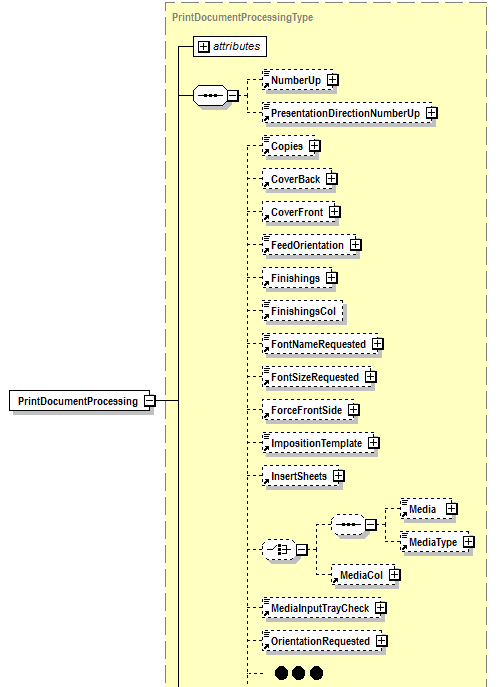 PrintDocumentProcessingType
attributes
NumberUp
PresentationDirectionNumberUp
Copies
CoverBack
CoverFront
FeedOrientation
Finishings
FinishingsCol
FontNameRequested
FontSizeRequested
PrintDocumentProcessing
ForceFrontSide
ImpositionTemplate
InsertSheets
Media
MediaType
MediaCol
MediaInputTrayCheck
OrientationRequested